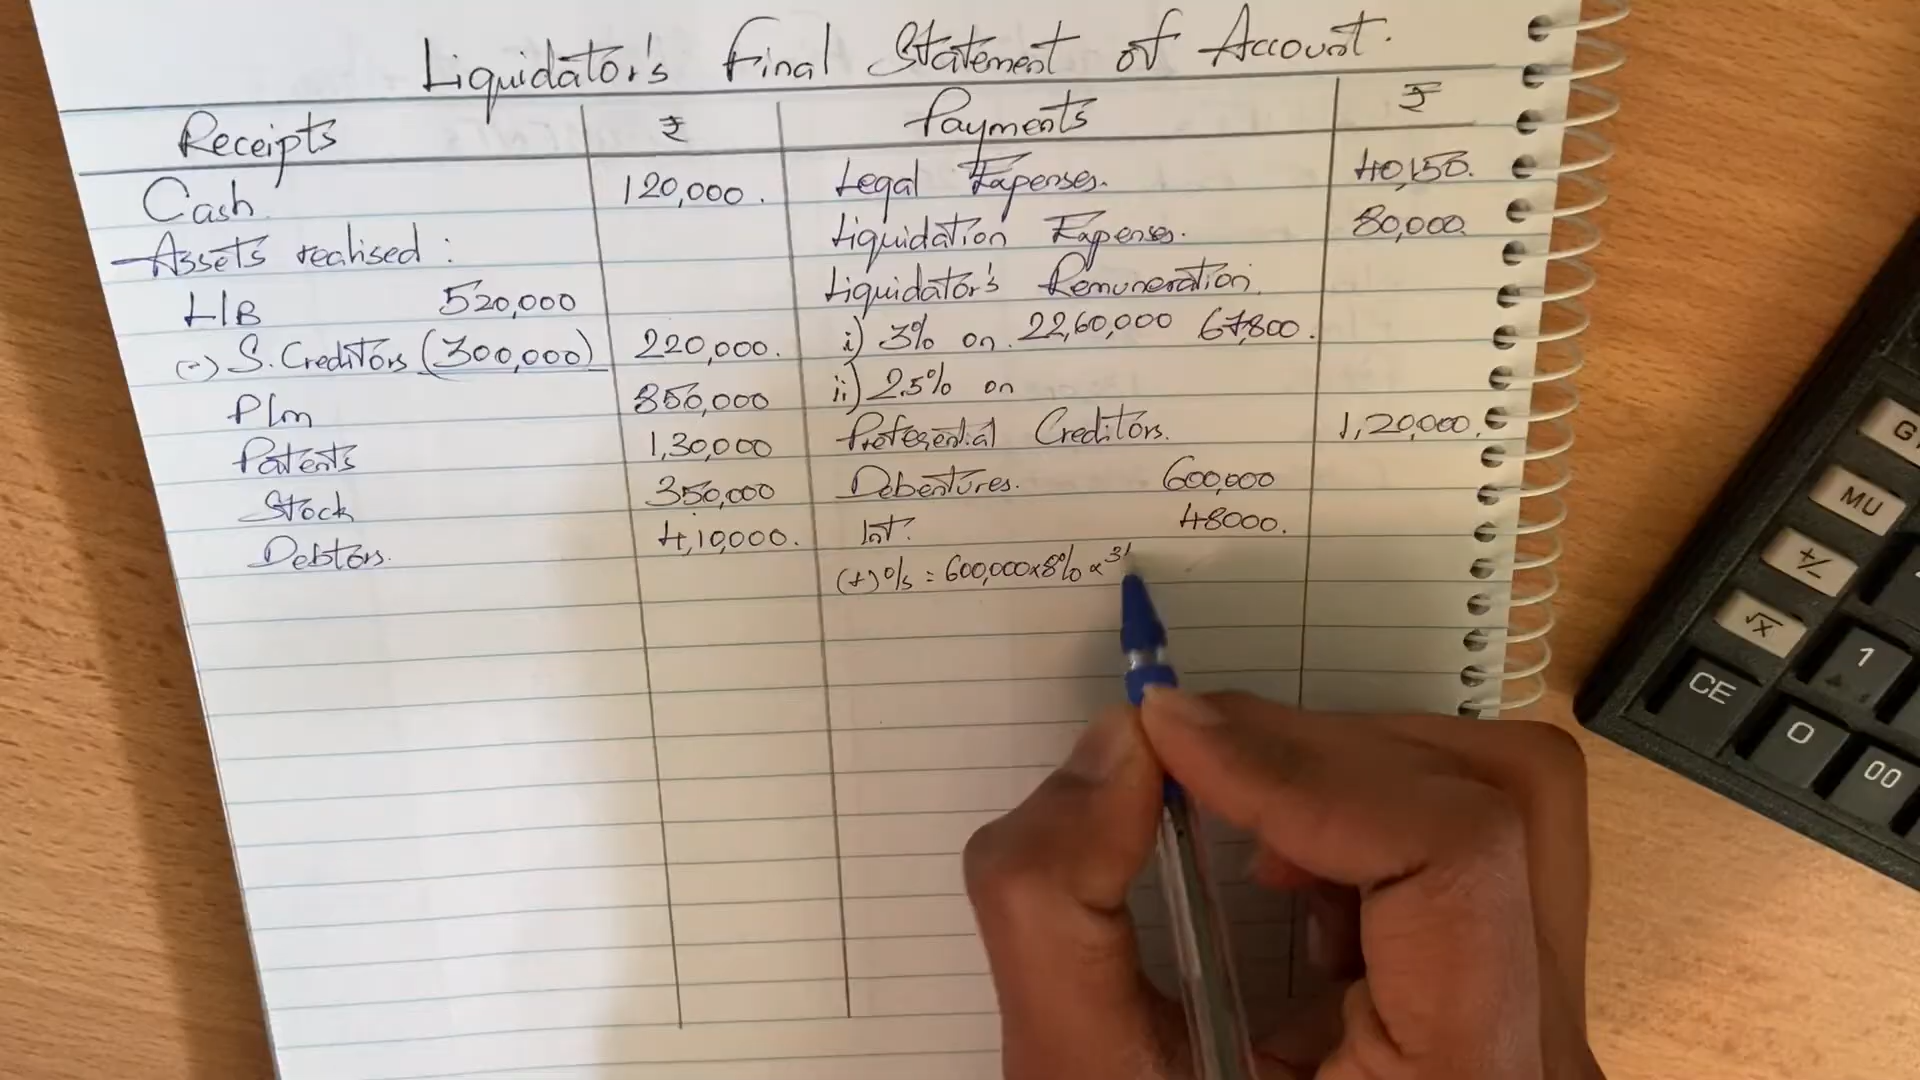 Liquidator's Final Statement of Account.
Receipts ₹ Payments ₹
Cash 120,000. Legal Expenses. 40,150.
Assets realised : Liquidation Expenses. 80,000.
L/B 520,000 Liquidator's Remuneration.
(-) S. Creditors (300,000) 220,000. i) 3% on 22,60,000 67,800.
P/m 850,000 ii) 2.5% on
Patents 1,30,000 Preferential Creditors. 1,20,000.
Stock 350,000 Debentures. 600,000
Debtors. 4,10,000. Int. 48000.
(+) O/s = 600,000x8% x 3/
G
MU
+/-
√x
CE
1
0
00